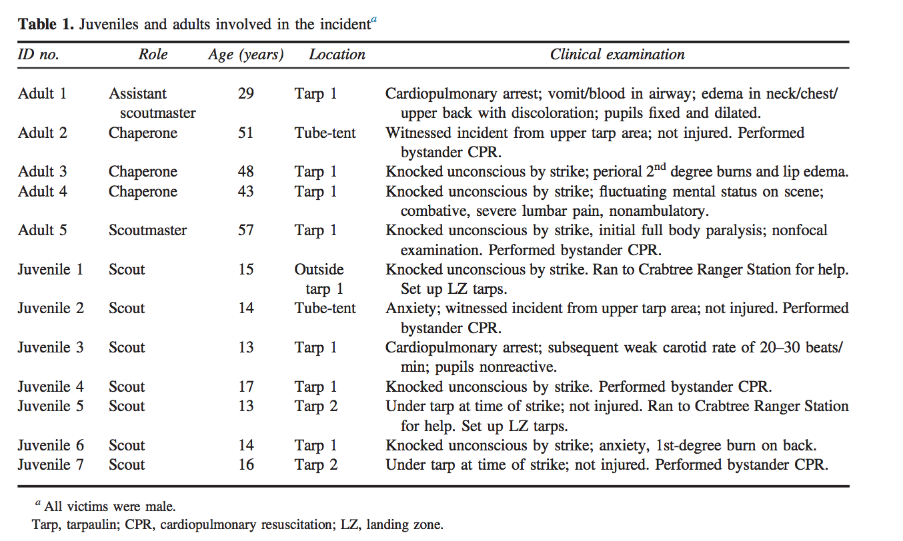 Table 1. Juveniles and adults involved in the incidentª
ID no. Role Age (years) Location Clinical examination
Adult 1 Assistant 29 Tarp 1 Cardiopulmonary arrest; vomit/blood in airway; edema in neck/chest/
scoutmaster upper back with discoloration; pupils fixed and dilated.
Adult 2 Chaperone 51 Tube-tent Witnessed incident from upper tarp area; not injured. Performed
bystander CPR.
Adult 3 Chaperone 48 Tarp 1 Knocked unconscious by strike; perioral 2nd degree burns and lip edema.
Adult 4 Chaperone 43 Tarp 1 Knocked unconscious by strike; fluctuating mental status on scene;
combative, severe lumbar pain, nonambulatory.
Adult 5 Scoutmaster 57 Tarp 1 Knocked unconscious by strike, initial full body paralysis; nonfocal
examination. Performed bystander CPR.
Juvenile 1 Scout 15 Outside Knocked unconscious by strike. Ran to Crabtree Ranger Station for help.
tarp 1 Set up LZ tarps.
Juvenile 2 Scout 14 Tube-tent Anxiety; witnessed incident from upper tarp area; not injured. Performed
bystander CPR.
Juvenile 3 Scout 13 Tarp 1 Cardiopulmonary arrest; subsequent weak carotid rate of 20–30 beats/
min; pupils nonreactive.
Juvenile 4 Scout 17 Tarp 1 Knocked unconscious by strike. Performed bystander CPR.
Juvenile 5 Scout 13 Tarp 2 Under tarp at time of strike; not injured. Ran to Crabtree Ranger Station
for help. Set up LZ tarps.
Juvenile 6 Scout 14 Tarp 1 Knocked unconscious by strike; anxiety, 1st-degree burn on back.
Juvenile 7 Scout 16 Tarp 2 Under tarp at time of strike; not injured. Performed bystander CPR.
ª All victims were male.
Tarp, tarpaulin; CPR, cardiopulmonary resuscitation; LZ, landing zone.